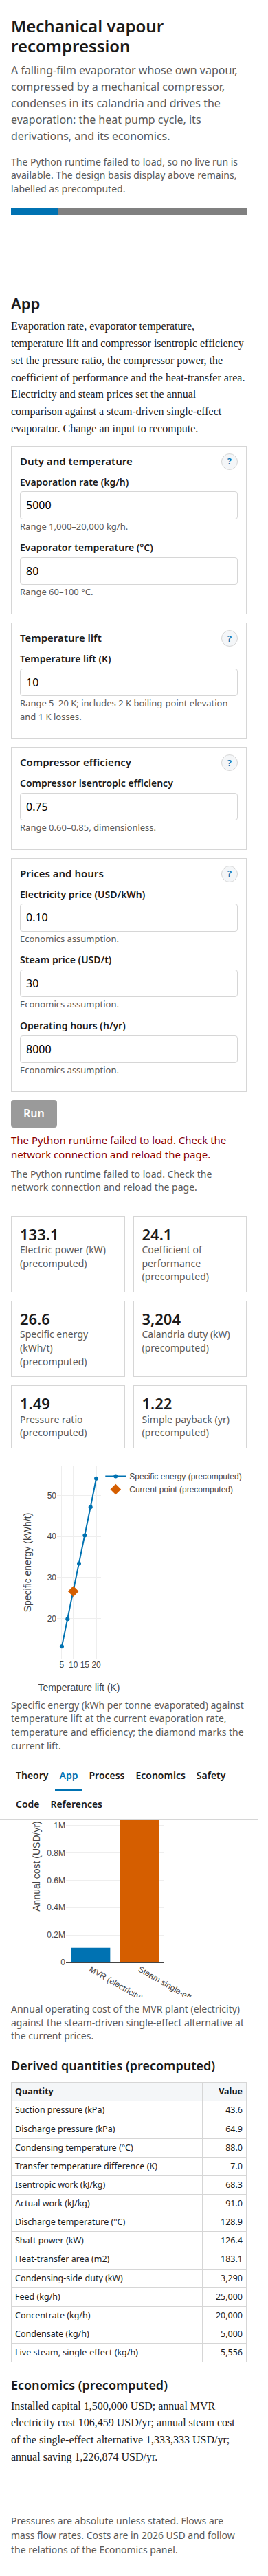 Mechanical vapour
recompression
A falling-film evaporator whose own vapour,
compressed by a mechanical compressor,
condenses in its calandria and drives the
evaporation: the heat pump cycle, its
derivations, and its economics.
The Python runtime failed to load, so no live run is
available. The design basis display above remains,
labelled as precomputed.
App
Evaporation rate, evaporator temperature,
temperature lift and compressor isentropic efficiency
set the pressure ratio, the compressor power, the
coefficient of performance and the heat-transfer area.
Electricity and steam prices set the annual
comparison against a steam-driven single-effect
evaporator. Change an input to recompute.
Duty and temperature ?
Evaporation rate (kg/h)
5000
Range 1,000–20,000 kg/h.
Evaporator temperature (°C)
80
Range 60–100 °C.
Temperature lift ?
Temperature lift (K)
10
Range 5–20 K; includes 2 K boiling-point elevation
and 1 K losses.
Compressor efficiency ?
Compressor isentropic efficiency
0.75
Range 0.60–0.85, dimensionless.
Prices and hours ?
Electricity price (USD/kWh)
0.10
Economics assumption.
Steam price (USD/t)
30
Economics assumption.
Operating hours (h/yr)
8000
Economics assumption.
Run
The Python runtime failed to load. Check the
network connection and reload the page.
The Python runtime failed to load. Check the
network connection and reload the page.
133.1
Electric power (kW)
(precomputed)
24.1
Coefficient of
performance
(precomputed)
26.6
Specific energy
(kWh/t)
(precomputed)
3,204
Calandria duty (kW)
(precomputed)
1.49
Pressure ratio
(precomputed)
1.22
Simple payback (yr)
(precomputed)
Specific energy (precomputed)
Current point (precomputed)
Specific energy (kWh/t)
50
40
30
20
5 10 15 20
Temperature lift (K)
Specific energy (kWh per tonne evaporated) against
temperature lift at the current evaporation rate,
temperature and efficiency; the diamond marks the
current lift.
Theory App Process Economics Safety
Code References
Annual cost (USD/yr)
1M
0.8M
0.6M
0.4M
0.2M
0
MVR (electricity
Steam single-eff
Annual operating cost of the MVR plant (electricity)
against the steam-driven single-effect alternative at
the current prices.
Derived quantities (precomputed)
Quantity Value
Suction pressure (kPa) 43.6
Discharge pressure (kPa) 64.9
Condensing temperature (°C) 88.0
Transfer temperature difference (K) 7.0
Isentropic work (kJ/kg) 68.3
Actual work (kJ/kg) 91.0
Discharge temperature (°C) 128.9
Shaft power (kW) 126.4
Heat-transfer area (m2) 183.1
Condensing-side duty (kW) 3,290
Feed (kg/h) 25,000
Concentrate (kg/h) 20,000
Condensate (kg/h) 5,000
Live steam, single-effect (kg/h) 5,556
Economics (precomputed)
Installed capital 1,500,000 USD; annual MVR
electricity cost 106,459 USD/yr; annual steam cost
of the single-effect alternative 1,333,333 USD/yr;
annual saving 1,226,874 USD/yr.
Pressures are absolute unless stated. Flows are
mass flow rates. Costs are in 2026 USD and follow
the relations of the Economics panel.